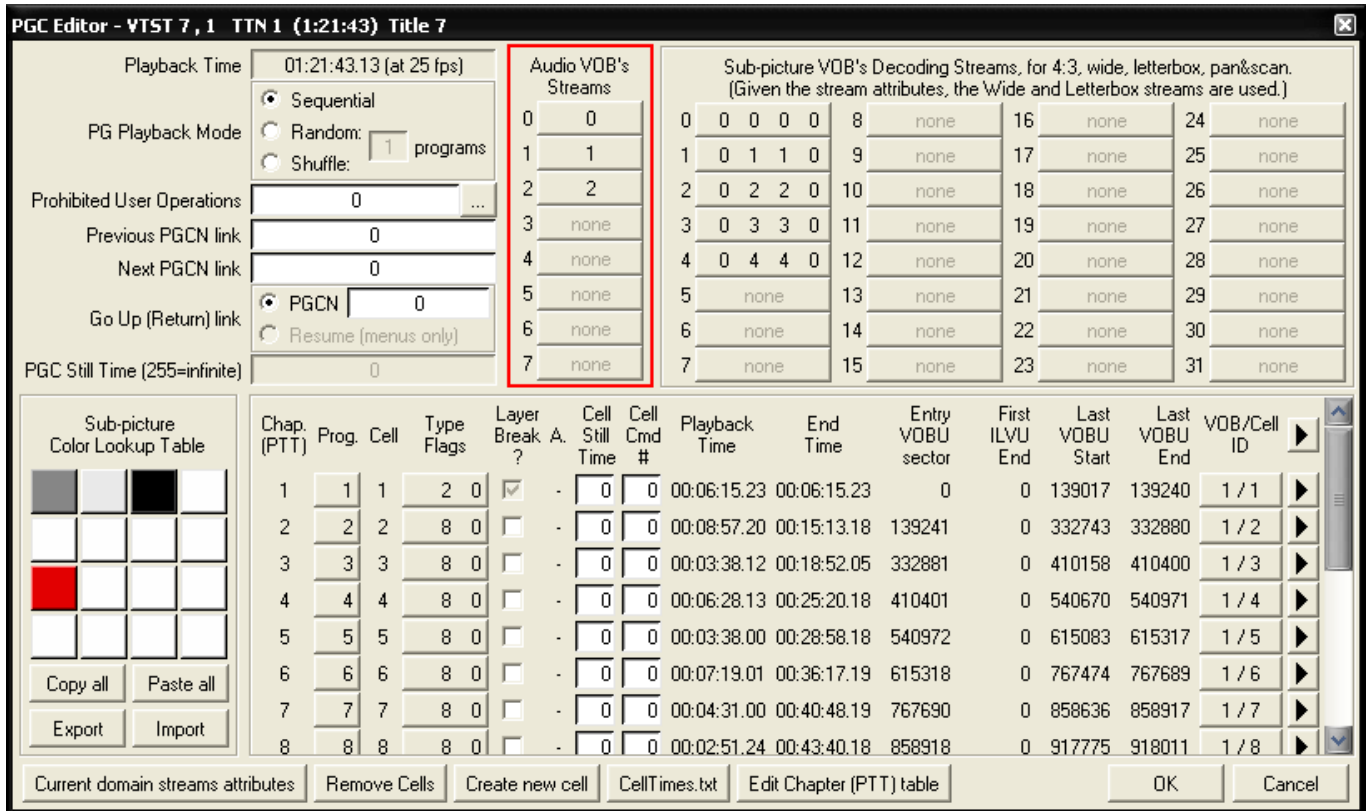 PGC Editor - VTST 7 , 1 TTN 1 (1:21:43) Title 7
Playback Time 01:21:43.13 (at 25 fps)
PG Playback Mode
Sequential
Random:
Shuffle:
1 programs
Prohibited User Operations 0 ...
Previous PGCN link 0
Next PGCN link 0
Go Up (Return) link
PGCN 0
Resume (menus only)
PGC Still Time (255=infinite) 0
Audio VOB's
Streams
0 0
1 1
2 2
3 none
4 none
5 none
6 none
7 none
Sub-picture VOB's Decoding Streams, for 4:3, wide, letterbox, pan&scan.
(Given the stream attributes, the Wide and Letterbox streams are used.)
0 0 0 0 0 8 none 16 none 24 none
1 0 1 1 0 9 none 17 none 25 none
2 0 2 2 0 10 none 18 none 26 none
3 0 3 3 0 11 none 19 none 27 none
4 0 4 4 0 12 none 20 none 28 none
5 none 13 none 21 none 29 none
6 none 14 none 22 none 30 none
7 none 15 none 23 none 31 none
Sub-picture
Color Lookup Table
Copy all Paste all
Export Import
Chap. (PTT) Prog. Cell Type Flags Layer Break ? A. Cell Still Time Cell Cmd # Playback Time End Time Entry VOBU sector First ILVU End Last VOBU Start Last VOBU End VOB/Cell ID
1 1 1 2 0 - 0 0 00:06:15.23 00:06:15.23 0 0 139017 139240 1 / 1
2 2 2 8 0 - 0 0 00:08:57.20 00:15:13.18 139241 0 332743 332880 1 / 2
3 3 3 8 0 - 0 0 00:03:38.12 00:18:52.05 332881 0 410158 410400 1 / 3
4 4 4 8 0 - 0 0 00:06:28.13 00:25:20.18 410401 0 540670 540971 1 / 4
5 5 5 8 0 - 0 0 00:03:38.00 00:28:58.18 540972 0 615083 615317 1 / 5
6 6 6 8 0 - 0 0 00:07:19.01 00:36:17.19 615318 0 767474 767689 1 / 6
7 7 7 8 0 - 0 0 00:04:31.00 00:40:48.19 767690 0 858636 858917 1 / 7
8 8 8 8 0 - 0 0 00:02:51.24 00:43:40.18 858918 0 917775 918011 1 / 8
Current domain streams attributes Remove Cells Create new cell CellTimes.txt Edit Chapter (PTT) table OK Cancel